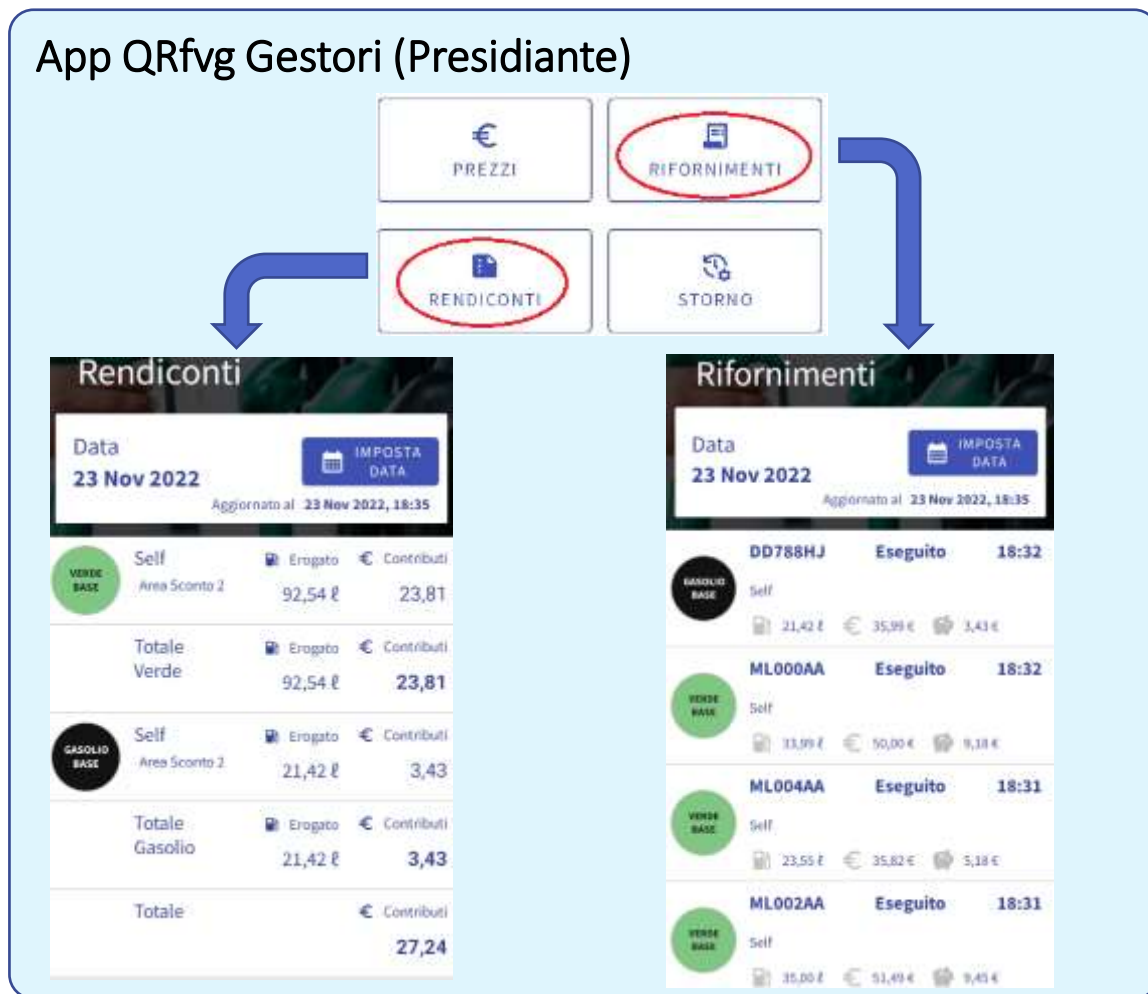 App QRfvg Gestori (Presidiante)
€
PREZZI
RIFORNIMENTI
RENDICONTI
STORNO
Rendiconti
Data
23 Nov 2022
IMPOSTA
DATA
Aggiornato al 23 Nov 2022, 18:35
VERDE
BASE
Self
Area Sconto 2
Erogato
92,54 ℓ
€ Contributi
23,81
Totale
Verde
Erogato
92,54 ℓ
€ Contributi
23,81
GASOLIO
BASE
Self
Area Sconto 2
Erogato
21,42 ℓ
€ Contributi
3,43
Totale
Gasolio
Erogato
21,42 ℓ
€ Contributi
3,43
Totale
€ Contributi
27,24
Rifornimenti
Data
23 Nov 2022
IMPOSTA
DATA
Aggiornato al 23 Nov 2022, 18:35
GASOLIO
BASE
DD788HJ Eseguito 18:32
Self
21,42 ℓ € 35,99 € 3,43 €
VERDE
BASE
ML000AA Eseguito 18:32
Self
33,99 ℓ € 50,00 € 9,18 €
VERDE
BASE
ML004AA Eseguito 18:31
Self
23,55 ℓ € 35,82 € 5,18 €
VERDE
BASE
ML002AA Eseguito 18:31
Self
35,00 ℓ € 51,49 € 9,45 €